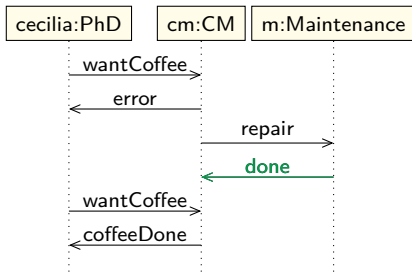 cecilia:PhD cm:CM m:Maintenance
wantCoffee
error
repair
done
wantCoffee
coffeeDone